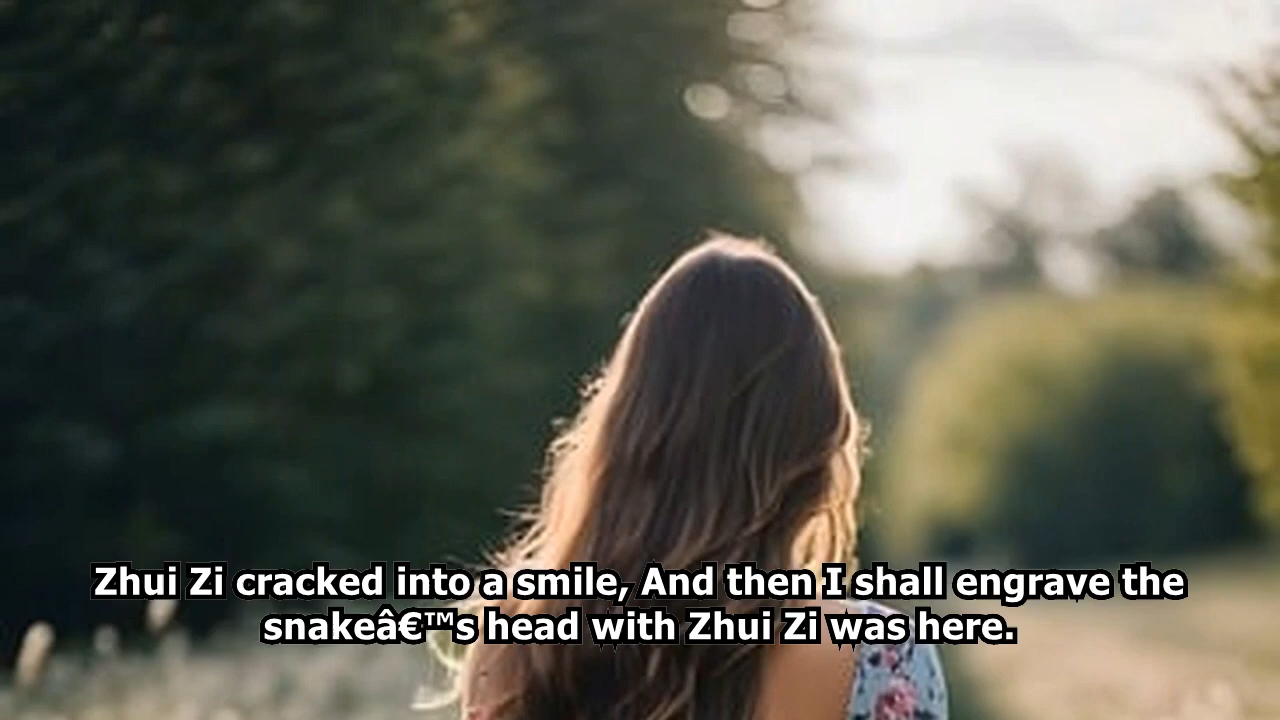 Zhui Zi cracked into a smile, And then I shall engrave the
snakeâ€™s head with Zhui Zi was here.